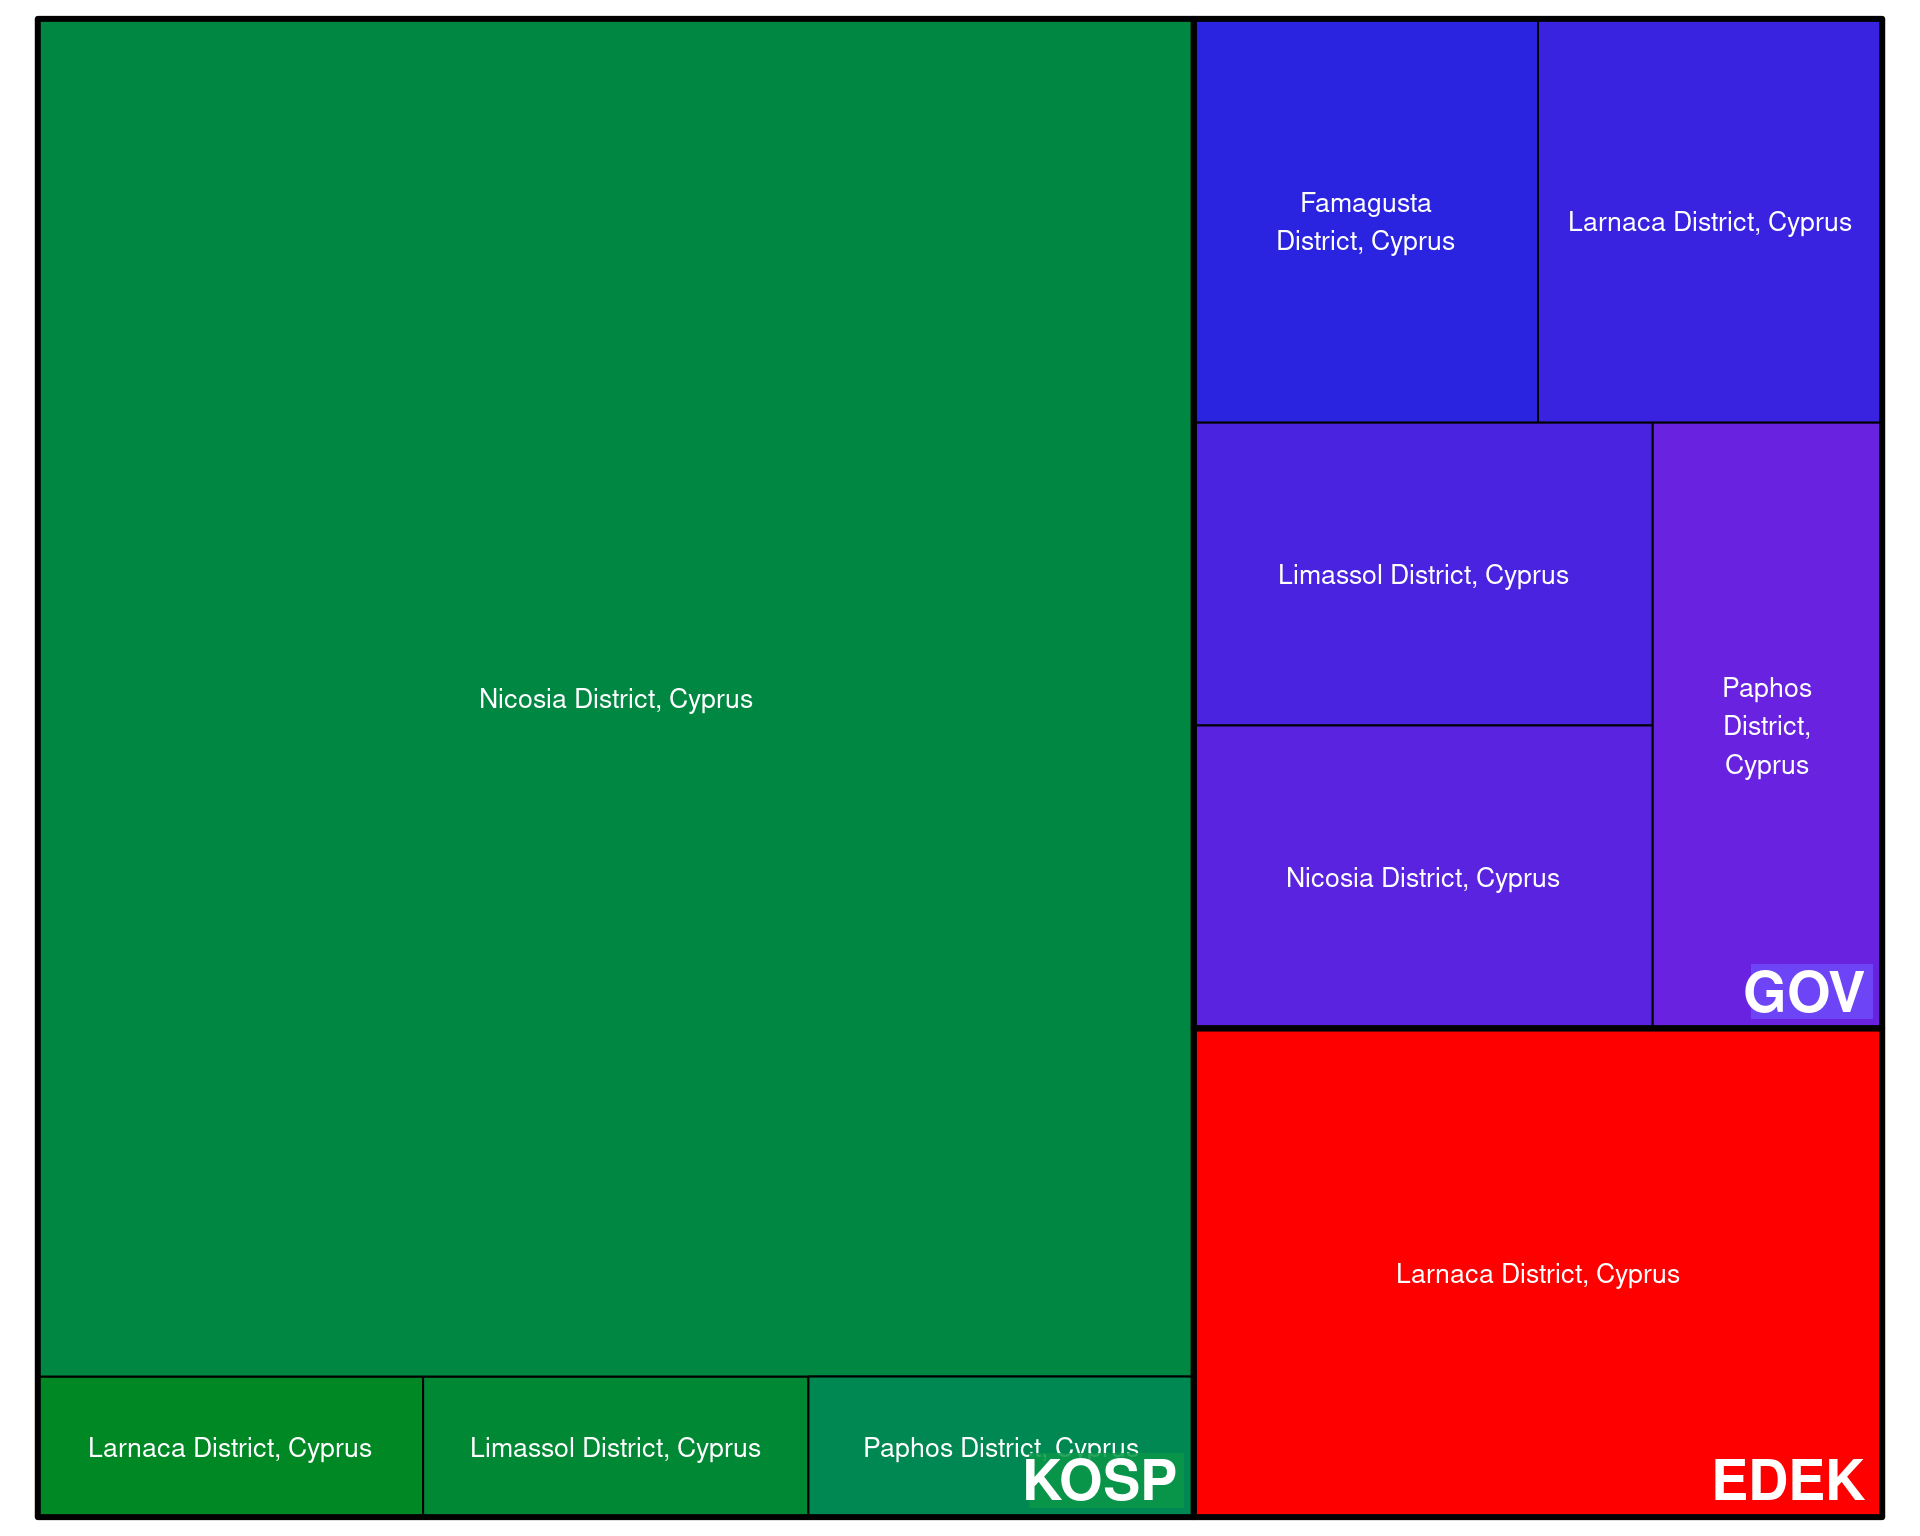 Nicosia District, Cyprus
Larnaca District, Cyprus
Limassol District, Cyprus
Paphos District, Cyprus
KOSP
Famagusta
District, Cyprus
Larnaca District, Cyprus
Limassol District, Cyprus
Nicosia District, Cyprus
Paphos
District,
Cyprus
GOV
Larnaca District, Cyprus
EDEK